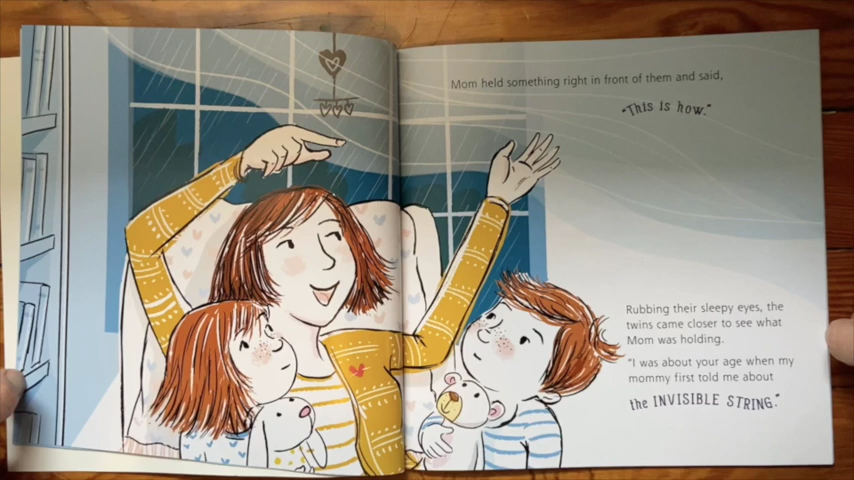 Mom held something right in front of them and said,
"This is how."
Rubbing their sleepy eyes, the
twins came closer to see what
Mom was holding.
"I was about your age when my
mommy first told me about
the INVISIBLE STRING."